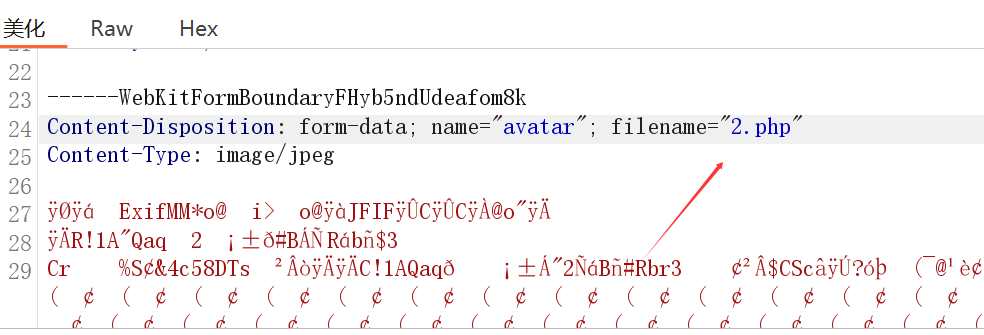 美化 Raw Hex
22
23 ------WebKitFormBoundaryFHyb5ndUdeafom8k
24 Content-Disposition: form-data; name="avatar"; filename="2.php"
25 Content-Type: image/jpeg
26
27 ÿØÿá ExifMM*o@ i> o@ÿàJFIFÿÛCÿÛCÿÀ@o"ÿÄ
28 ÿÄR!1A"Qaq 2 ¡±ð#BÁÑRábñ$3
29 Cr %S¢&4c58DTs ²ÂòÿÄÿÄC!1AQaqð ¡±Á"2ÑáBñ#Rbr3 ¢²Â$CScâÿÚ?óþ (¯@¹è¢
( ¢ ( ¢ ( ¢ ( ¢ ( ¢ ( ¢ ( ¢ ( ¢ ( ¢ ( ¢ ( ¢ ( ¢